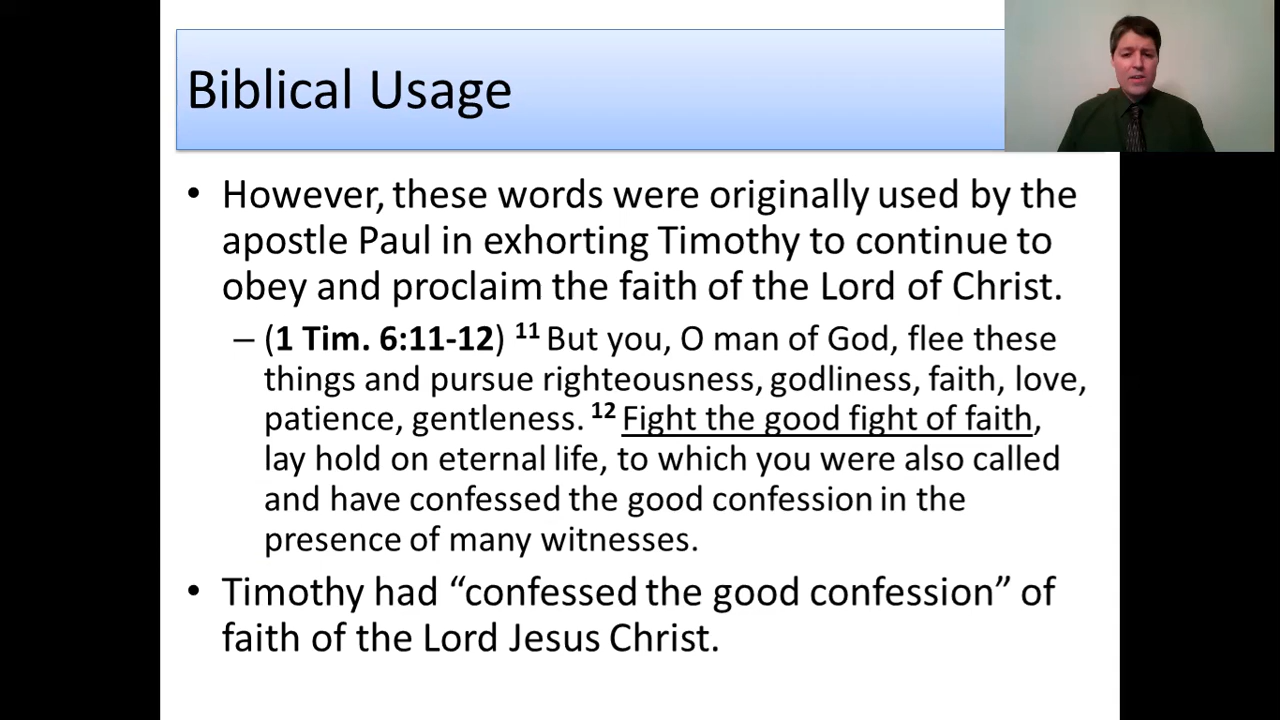 Biblical Usage
• However, these words were originally used by the
apostle Paul in exhorting Timothy to continue to
obey and proclaim the faith of the Lord of Christ.
– (1 Tim. 6:11-12) 11 But you, O man of God, flee these
things and pursue righteousness, godliness, faith, love,
patience, gentleness. 12 Fight the good fight of faith,
lay hold on eternal life, to which you were also called
and have confessed the good confession in the
presence of many witnesses.
• Timothy had “confessed the good confession” of
faith of the Lord Jesus Christ.